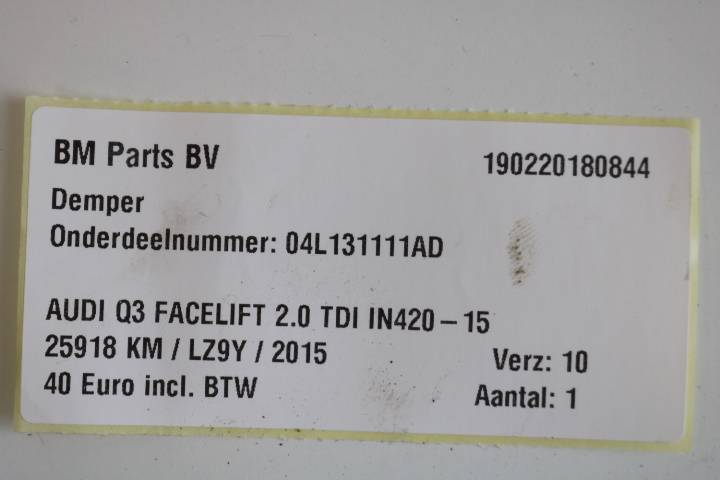 BM Parts BV 190220180844
Demper
Onderdeelnummer: 04L131111AD
AUDI Q3 FACELIFT 2.0 TDI IN420-15
25918 KM / LZ9Y / 2015 Verz: 10
40 Euro incl. BTW Aantal: 1